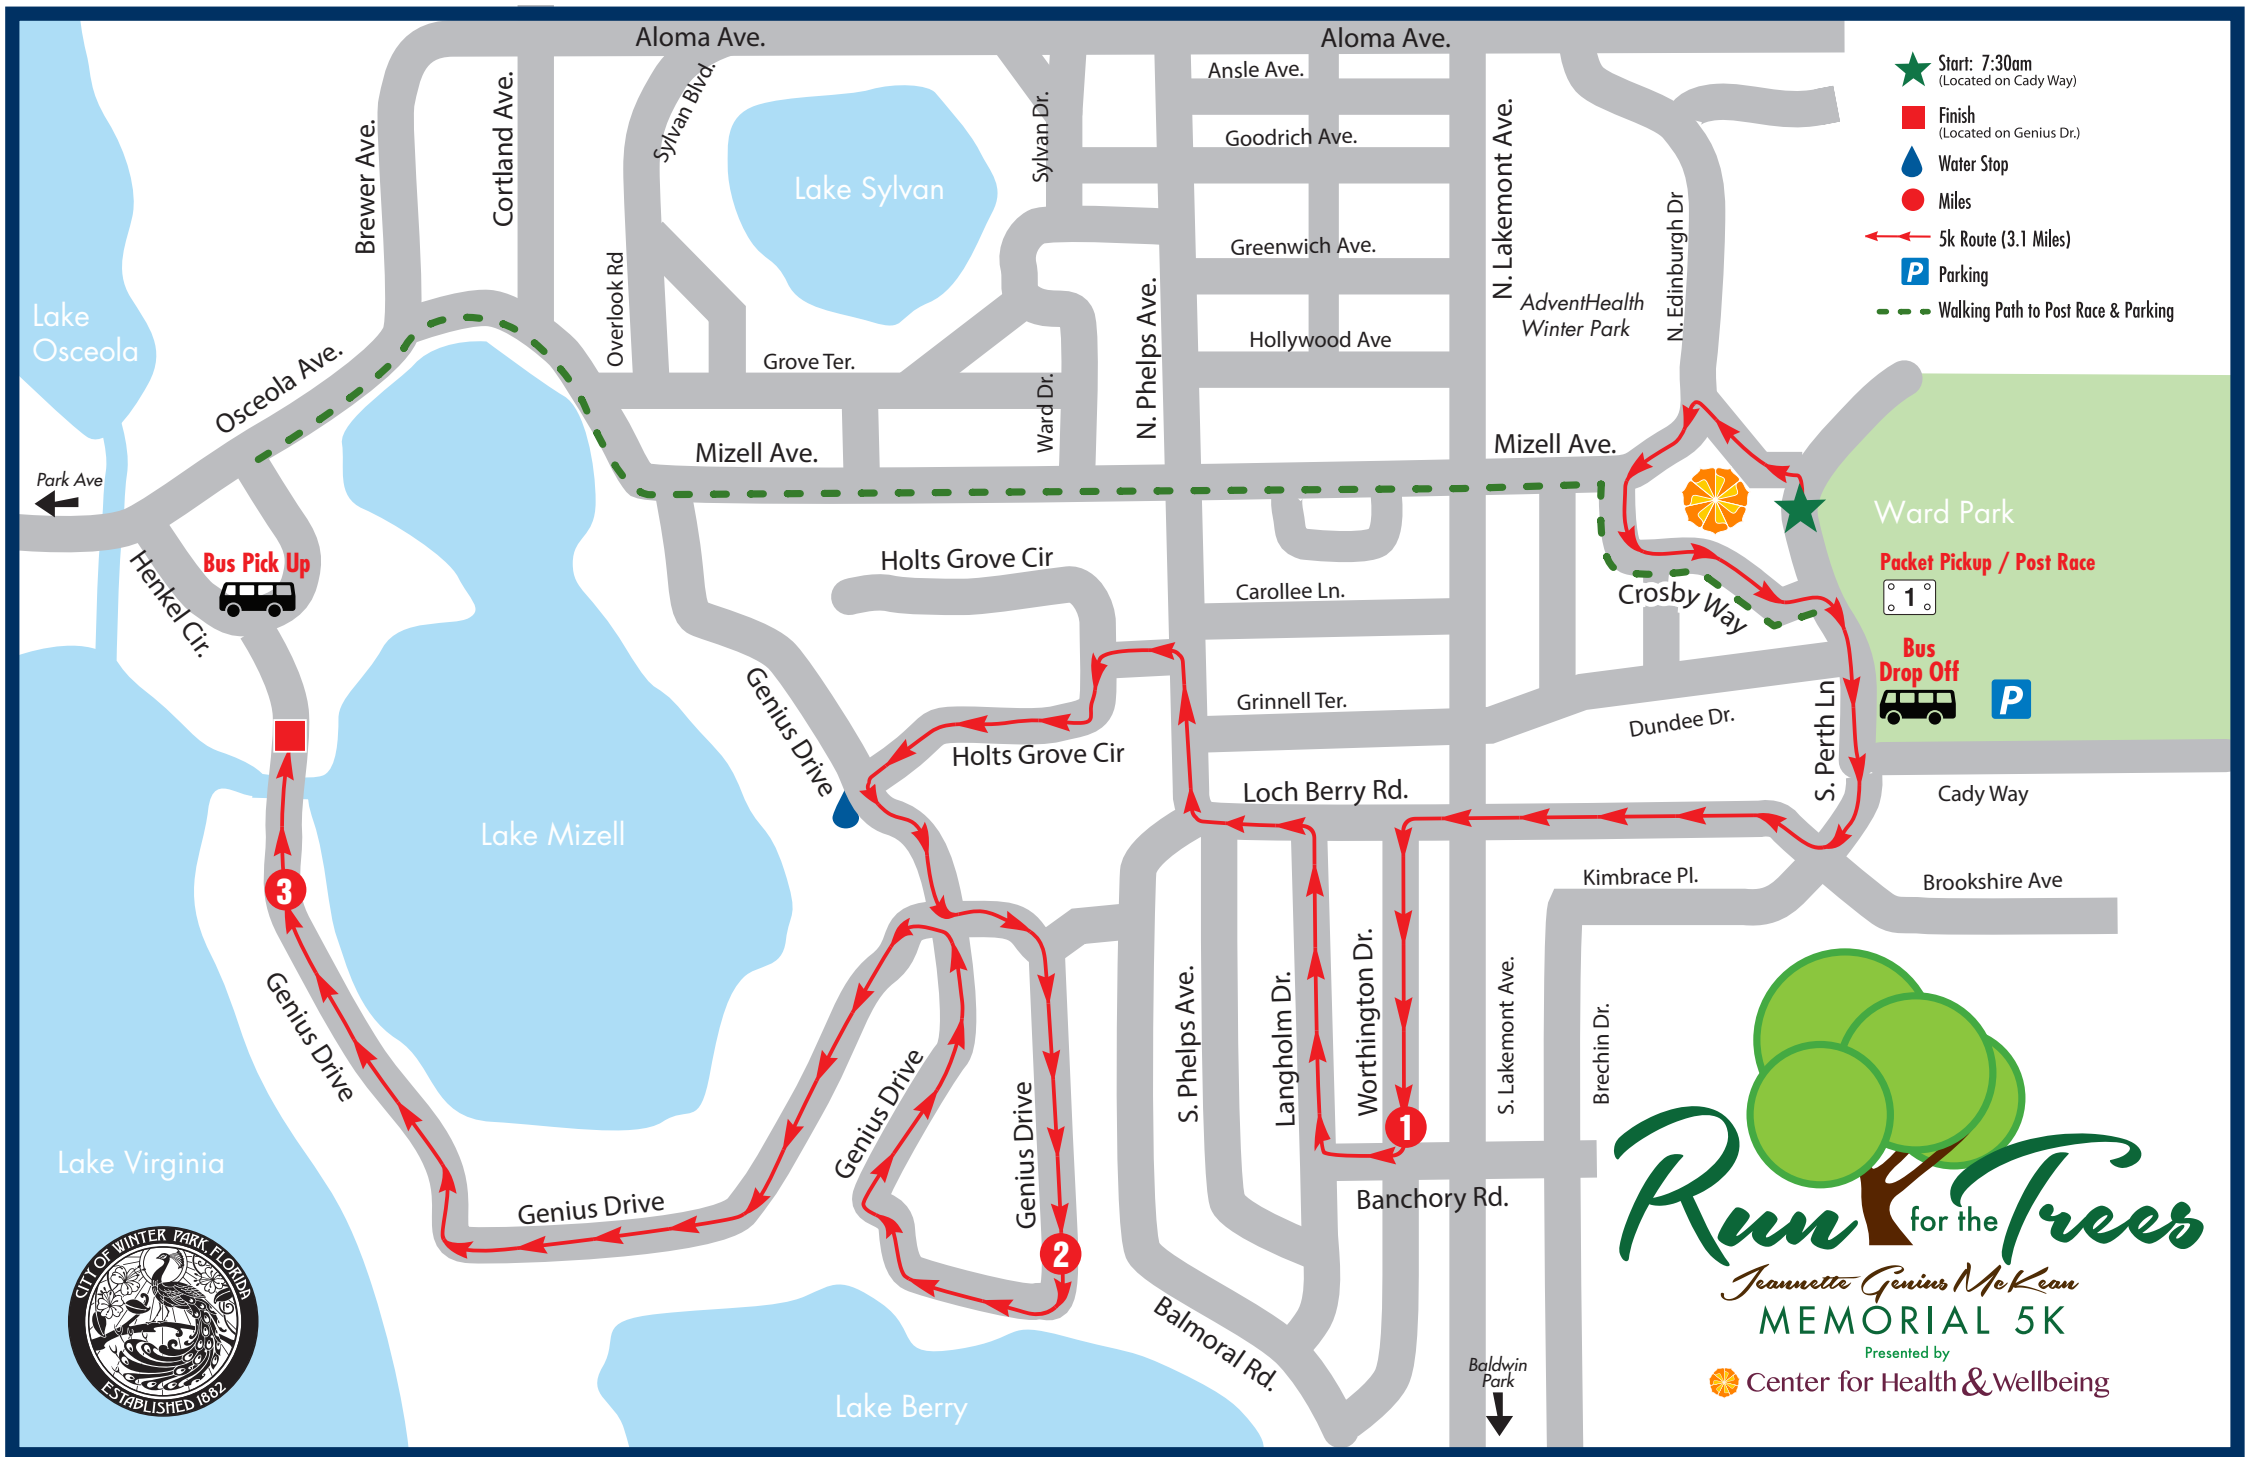 Aloma Ave.
Aloma Ave.
Ansle Ave.
Goodrich Ave.
Greenwich Ave.
Hollywood Ave
Brewer Ave.
Cortland Ave.
Sylvan Blvd.
Sylvan Dr.
Lake Sylvan
Overlook Rd
Grove Ter.
Ward Dr.
N. Phelps Ave.
N. Lakemont Ave.
N. Edinburgh Dr
AdventHealth
Winter Park
Start: 7:30am
(Located on Cady Way)
Finish
(Located on Genius Dr.)
Water Stop
Miles
5k Route (3.1 Miles)
P
Parking
Walking Path to Post Race & Parking
Lake
Osceola
Osceola Ave.
Park Ave
Mizell Ave.
Mizell Ave.
Henkel Cir.
Bus Pick Up
Holts Grove Cir
Carollee Ln.
Crosby Way
Ward Park
Packet Pickup / Post Race
1
Bus
Drop Off
P
Genius Drive
Holts Grove Cir
Grinnell Ter.
Dundee Dr.
S. Perth Ln
Loch Berry Rd.
Cady Way
Kimbrace Pl.
Brookshire Ave
Lake Mizell
3
Genius Drive
Genius Drive
Genius Drive
Genius Drive
2
S. Phelps Ave.
Langholm Dr.
Worthington Dr.
1
S. Lakemont Ave.
Brechin Dr.
Banchory Rd.
Balmoral Rd.
Baldwin
Park
Lake Virginia
Lake Berry
CITY OF WINTER PARK, FLORIDA
ESTABLISHED 1882
Run for the Trees
Jeannette Genius McKean
MEMORIAL 5K
Presented by
Center for Health & Wellbeing